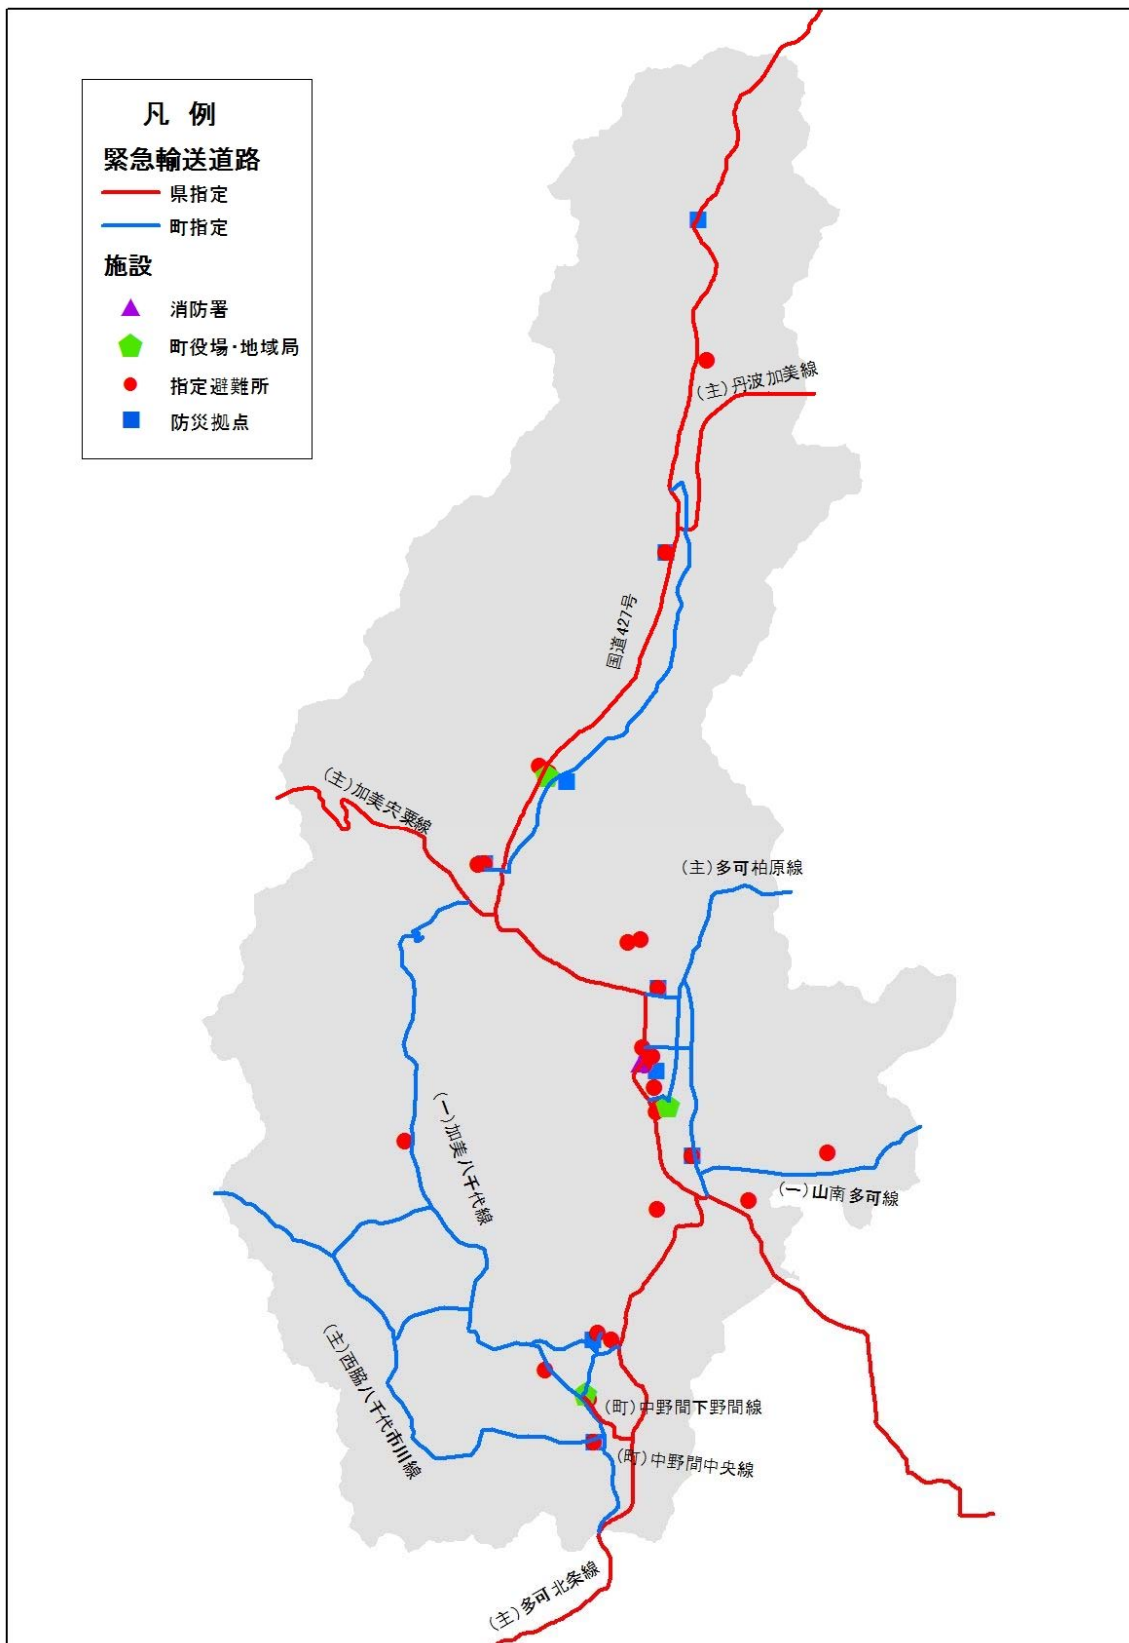 凡 例
緊急輸送道路
県指定
町指定
施設
消防署
町役場・地域局
指定避難所
防災拠点
(主)丹波加美線
国道427号
(主)加美宍粟線
(主)多可柏原線
(一)加美八千代線
(一)山南多可線
(主)西脇八千代市川線
(町)中野間下野間線
(町)中野間中央線
(主)多可北条線